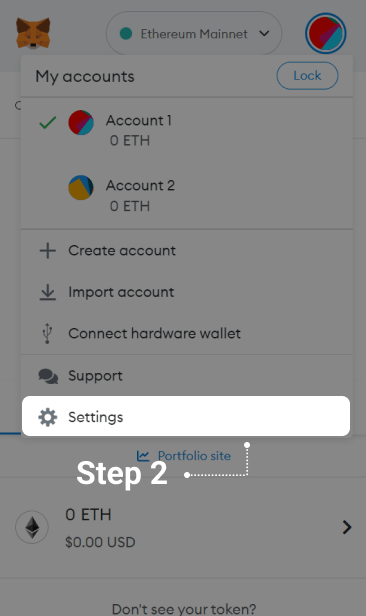 Ethereum Mainnet
My accounts
Lock
Account 1
0 ETH
Account 2
0 ETH
Create account
Import account
Connect hardware wallet
Support
Settings
Portfolio site
Step 2
0 ETH
$0.00 USD
Don't see your token?